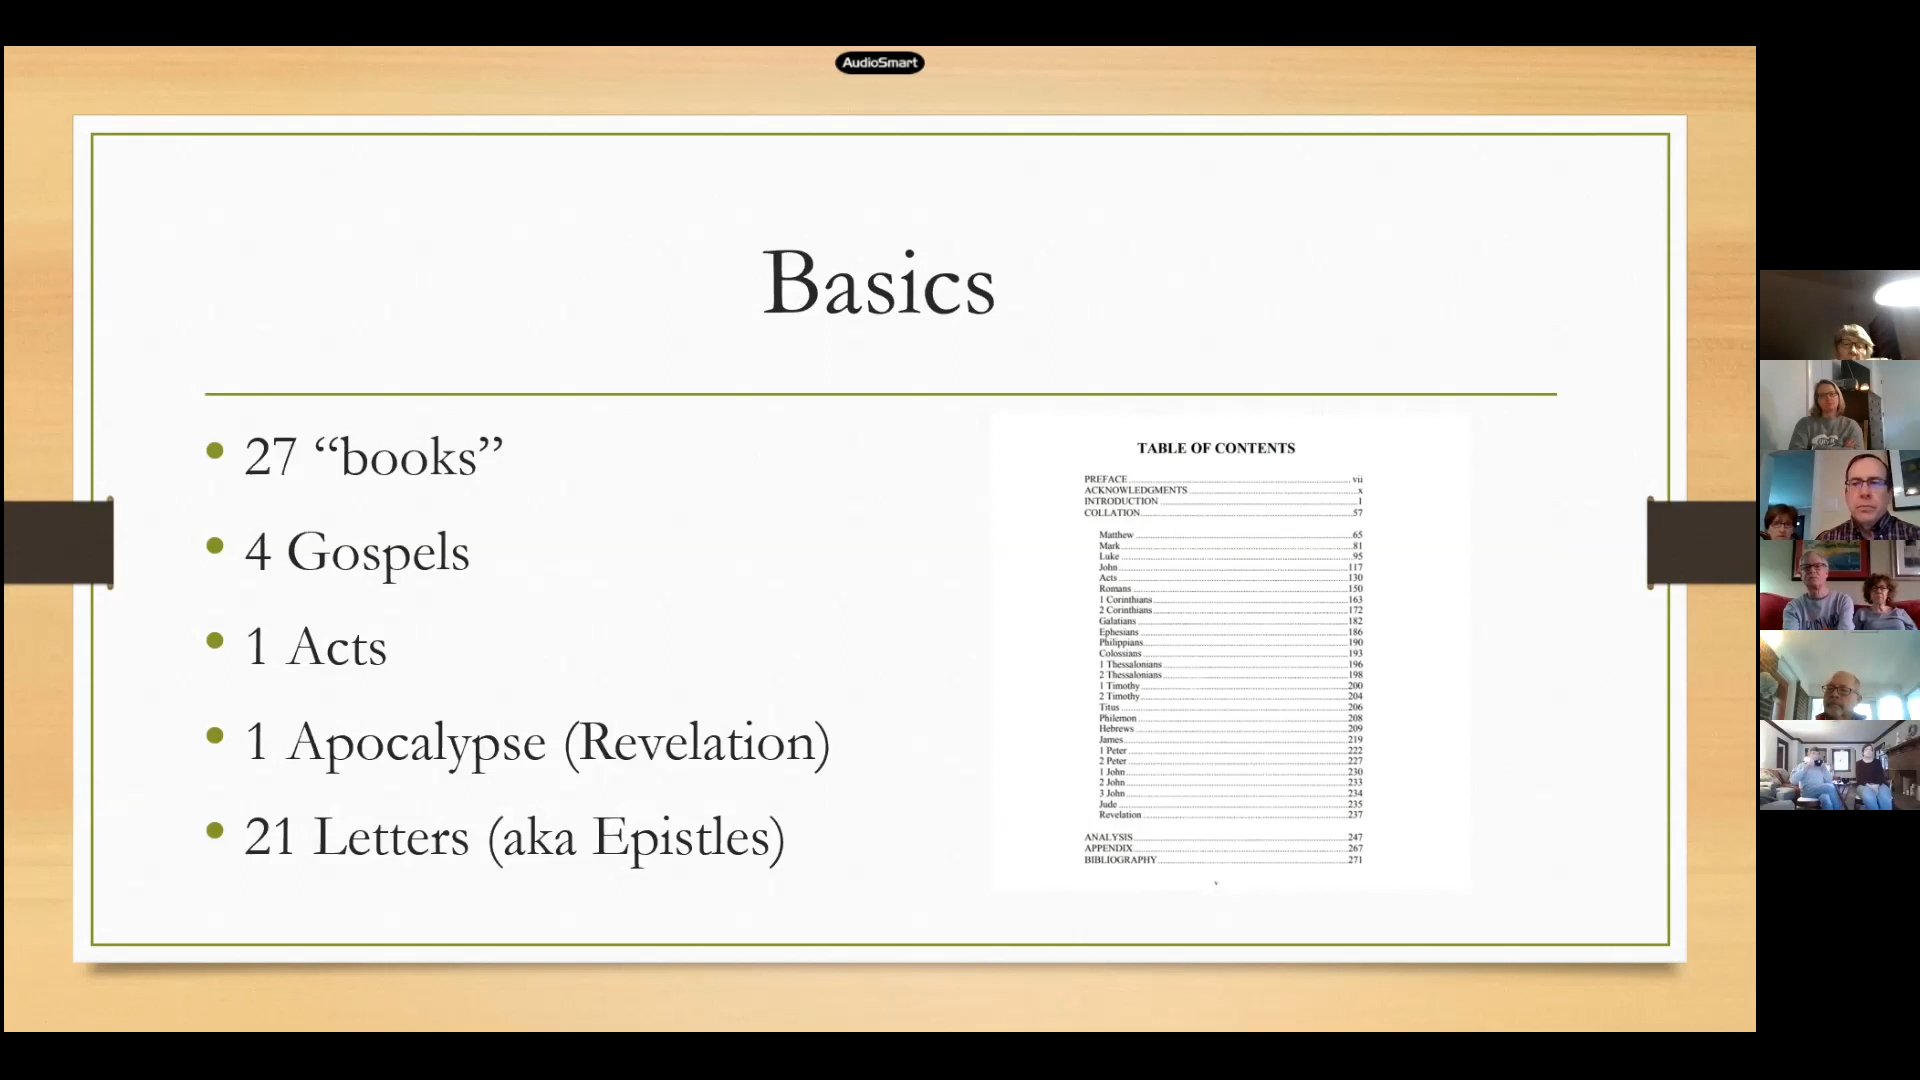 AudioSmart
Basics
• 27 “books”
• 4 Gospels
• 1 Acts
• 1 Apocalypse (Revelation)
• 21 Letters (aka Epistles)
TABLE OF CONTENTS
PREFACE vii
ACKNOWLEDGMENTS x
INTRODUCTION 1
COLLATION 57
Matthew 65
Mark 81
Luke 95
John 117
Acts 130
Romans 150
1 Corinthians 163
2 Corinthians 172
Galatians 182
Ephesians 186
Philippians 190
Colossians 193
1 Thessalonians 196
2 Thessalonians 198
1 Timothy 200
2 Timothy 204
Titus 206
Philemon 208
Hebrews 209
James 219
1 Peter 222
2 Peter 227
1 John 230
2 John 233
3 John 234
Jude 235
Revelation 237
ANALYSIS 247
APPENDIX 267
BIBLIOGRAPHY 271
v